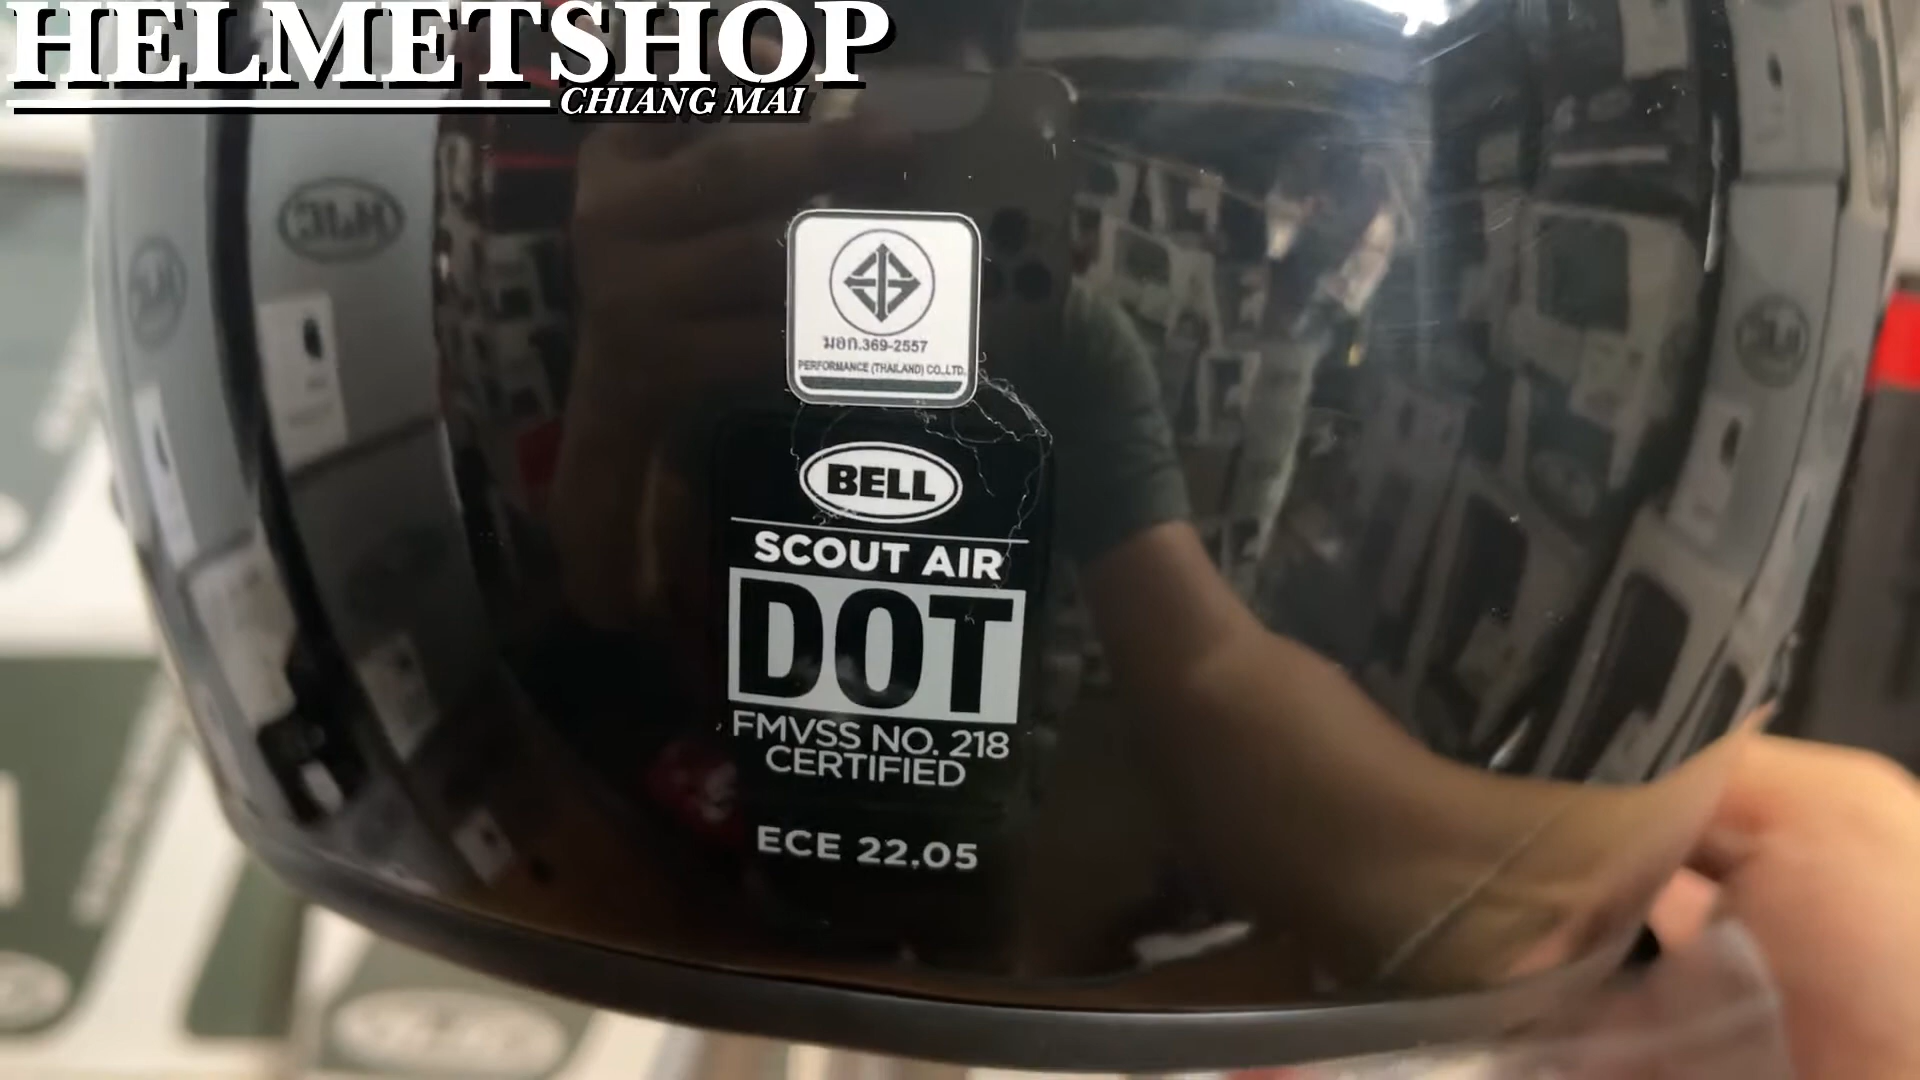 HELMETSHOP
CHIANG MAI
มอก.369-2557
PERFORMANCE (THAILAND) CO.,LTD.
BELL
SCOUT AIR
DOT
FMVSS NO. 218
CERTIFIED
ECE 22.05